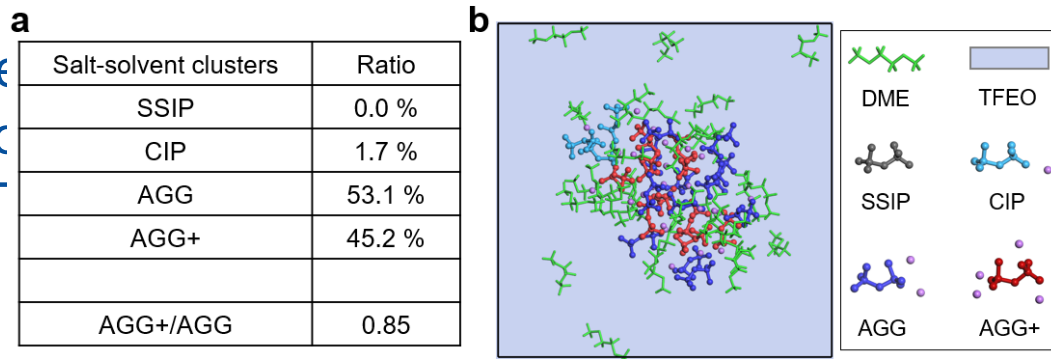 a
Salt-solvent clusters Ratio
SSIP 0.0 %
CIP 1.7 %
AGG 53.1 %
AGG+ 45.2 %
AGG+/AGG 0.85
b
DME TFEO
SSIP CIP
AGG AGG+